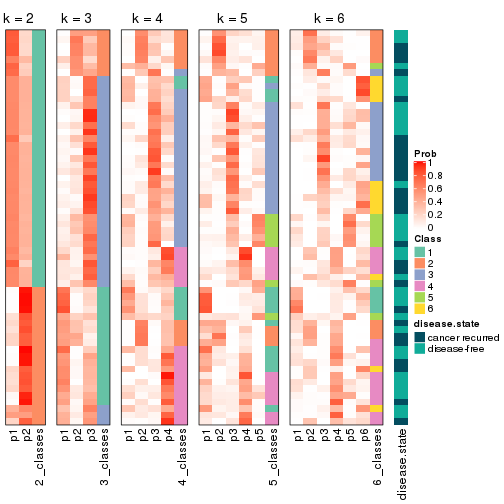 k = 2 k = 3 k = 4 k = 5 k = 6
Prob
1
0.8
0.6
0.4
0.2
0
Class
1
2
3
4
5
6
disease.state
cancer recurred
disease-free
p1 p2 2_classes p1 p2 p3 3_classes p1 p2 p3 p4 4_classes p1 p2 p3 p4 p5 5_classes p1 p2 p3 p4 p5 p6 6_classes disease.state